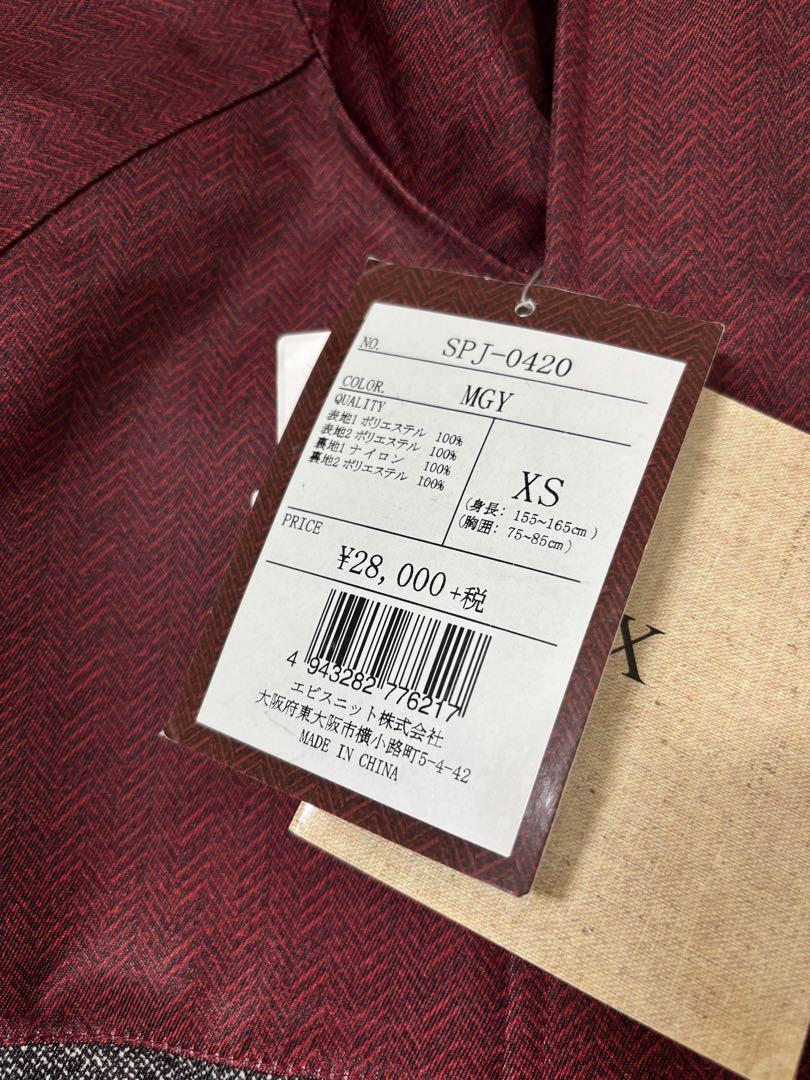 NO. SPJ-0420
COLOR. MGY
QUALITY
表地1 ポリエステル 100%
表地2 ポリエステル 100%
裏地1 ナイロン 100%
裏地2 ポリエステル 100%
XS
(身長: 155~165cm)
(胸囲: 75~85cm)
PRICE
¥28,000+税
4 943282 776217
エビスニット株式会社
大阪府東大阪市横小路町5-4-42
MADE IN CHINA
X